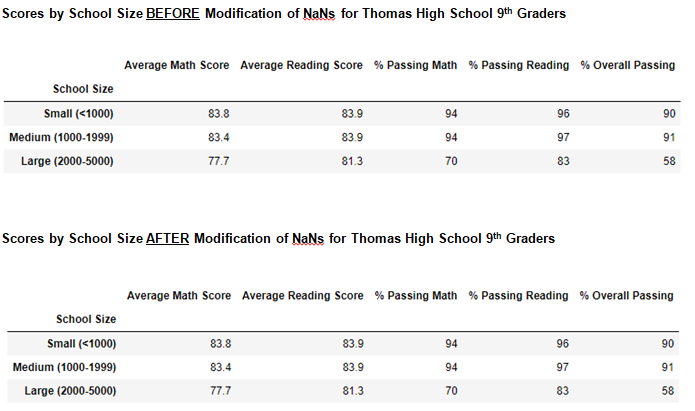 Scores by School Size BEFORE Modification of NaNs for Thomas High School 9th Graders
Average Math Score Average Reading Score % Passing Math % Passing Reading % Overall Passing
School Size
Small (<1000) 83.8 83.9 94 96 90
Medium (1000-1999) 83.4 83.9 94 97 91
Large (2000-5000) 77.7 81.3 70 83 58
Scores by School Size AFTER Modification of NaNs for Thomas High School 9th Graders
Average Math Score Average Reading Score % Passing Math % Passing Reading % Overall Passing
School Size
Small (<1000) 83.8 83.9 94 96 90
Medium (1000-1999) 83.4 83.9 94 97 91
Large (2000-5000) 77.7 81.3 70 83 58